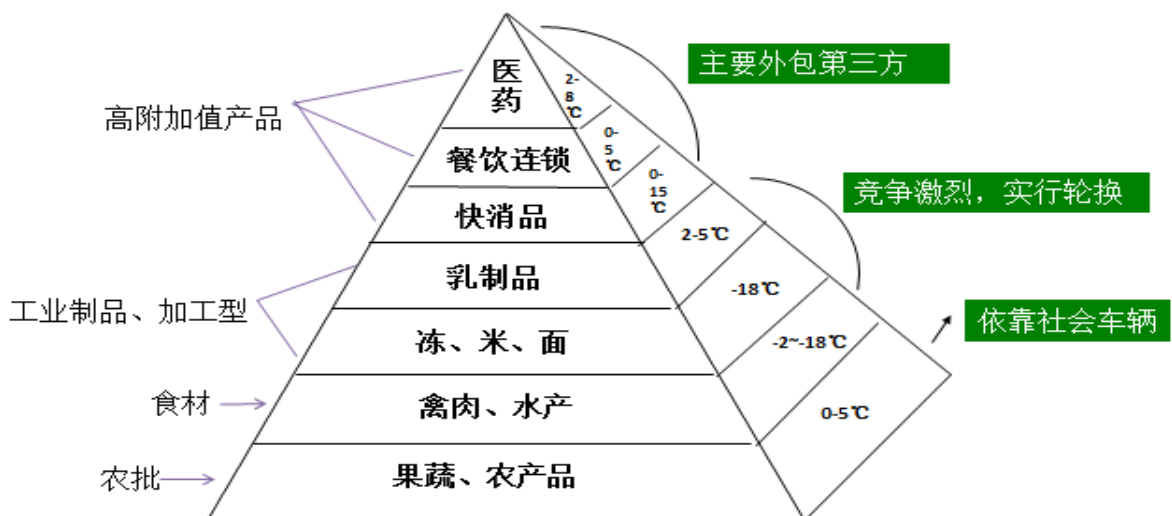 主要外包第三方
医
药
2-
8
℃
高附加值产品
0-
5
℃
餐饮连锁
0-
15
℃
竞争激烈，实行轮换
快消品
2-5℃
乳制品
-18℃
工业制品、加工型
依靠社会车辆
冻、米、面
-2~-18℃
食材
禽肉、水产
0-5℃
农批
果蔬、农产品